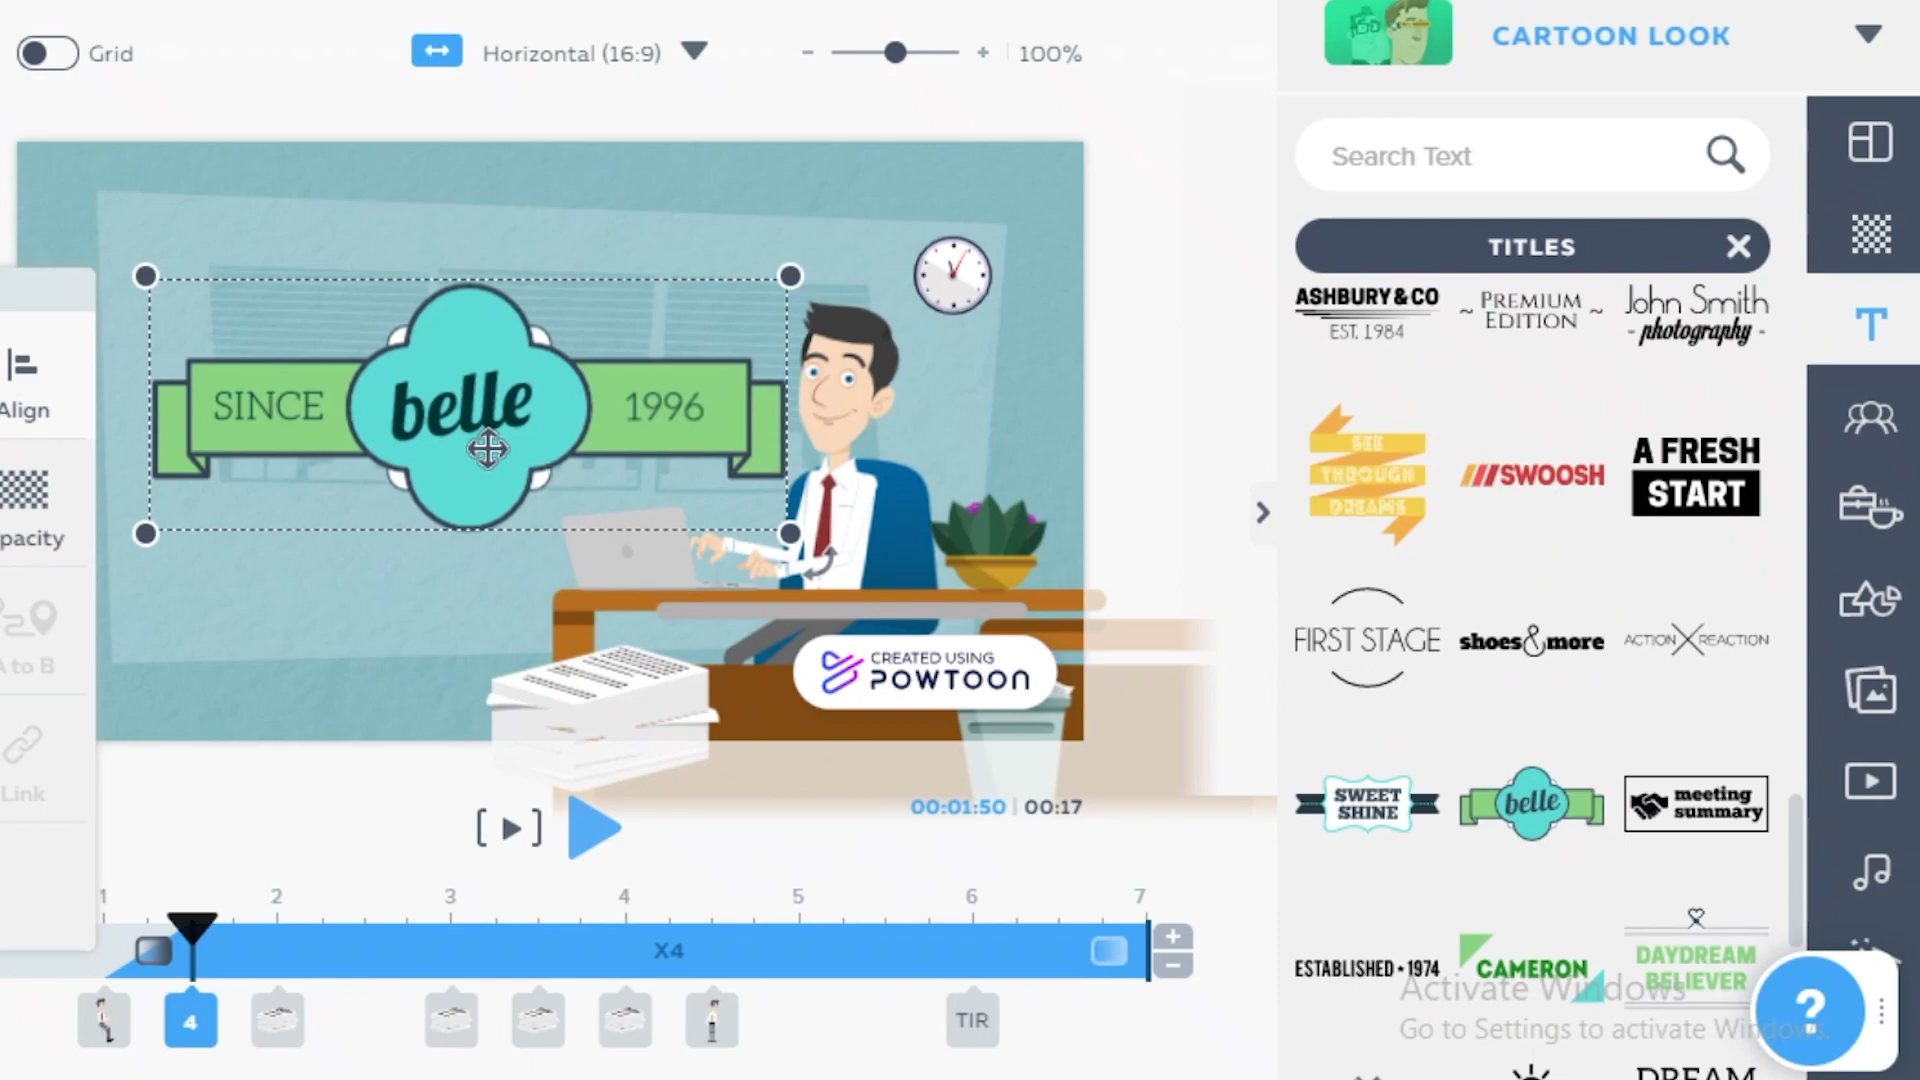 Grid
Horizontal (16:9)
100%
CARTOON LOOK
Search Text
TITLES
ASHBURY & CO
EST. 1984
~ PREMIUM ~
EDITION
John Smith
- photography -
SEE
THROUGH
DREAMS
SWOOSH
A FRESH
START
FIRST STAGE
shoes & more
ACTION X REACTION
SWEET
SHINE
belle
meeting
summary
ESTABLISHED • 1974
CAMERON
DAYDREAM
BELIEVER
DREAM
Align
pacity
A to B
Link
SINCE
belle
1996
CREATED USING
POWTOON
00:01:50 | 00:17
1 2 3 4 5 6 7
X4
4
TIR
Activate Windows
Go to Settings to activate Windows.
?